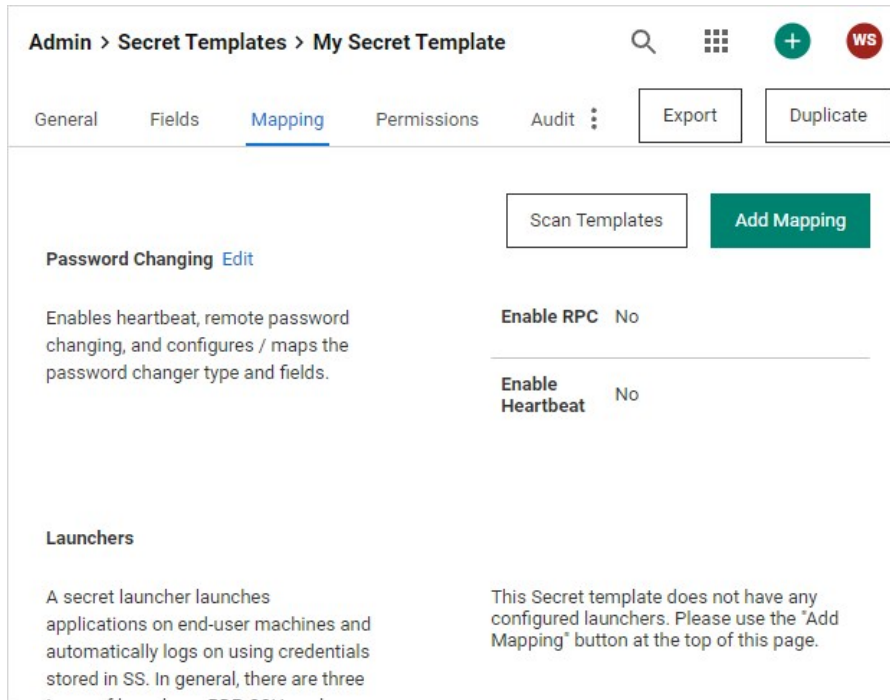 Admin > Secret Templates > My Secret Template
WS
General Fields Mapping Permissions Audit
Export Duplicate
Scan Templates Add Mapping
Password Changing Edit
Enables heartbeat, remote password
changing, and configures / maps the
password changer type and fields.
Enable RPC No
Enable
Heartbeat No
Launchers
A secret launcher launches
applications on end-user machines and
automatically logs on using credentials
stored in SS. In general, there are three
This Secret template does not have any
configured launchers. Please use the "Add
Mapping" button at the top of this page.